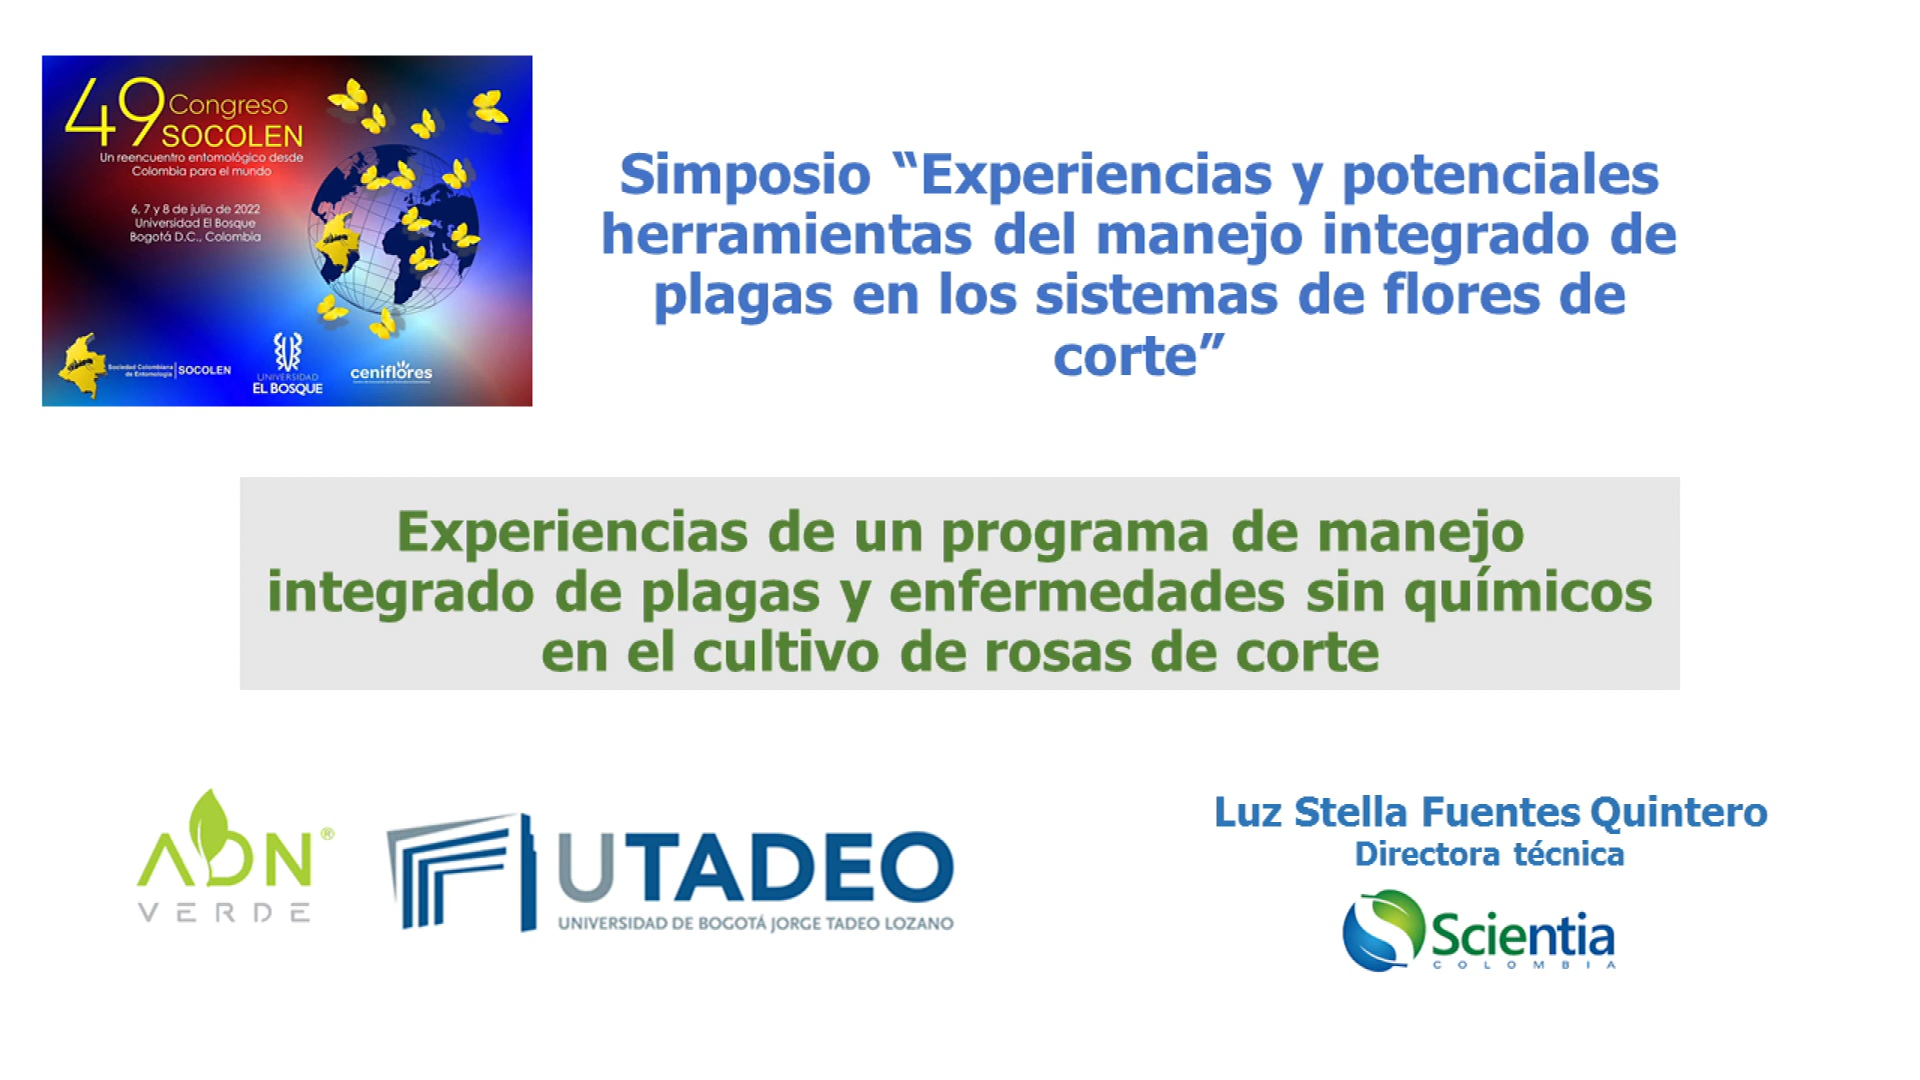 49 Congreso
SOCOLEN
Un reencuentro entomológico desde
Colombia para el mundo
6, 7 y 8 de julio de 2022
Universidad El Bosque
Bogotá D.C., Colombia
Sociedad Colombiana
de Entomología
SOCOLEN
UNIVERSIDAD
EL BOSQUE
ceniflores
Simposio “Experiencias y potenciales
herramientas del manejo integrado de
plagas en los sistemas de flores de
corte”
Experiencias de un programa de manejo
integrado de plagas y enfermedades sin químicos
en el cultivo de rosas de corte
ADN®
VERDE
UTADEO
UNIVERSIDAD DE BOGOTÁ JORGE TADEO LOZANO
Luz Stella Fuentes Quintero
Directora técnica
Scientia
COLOMBIA